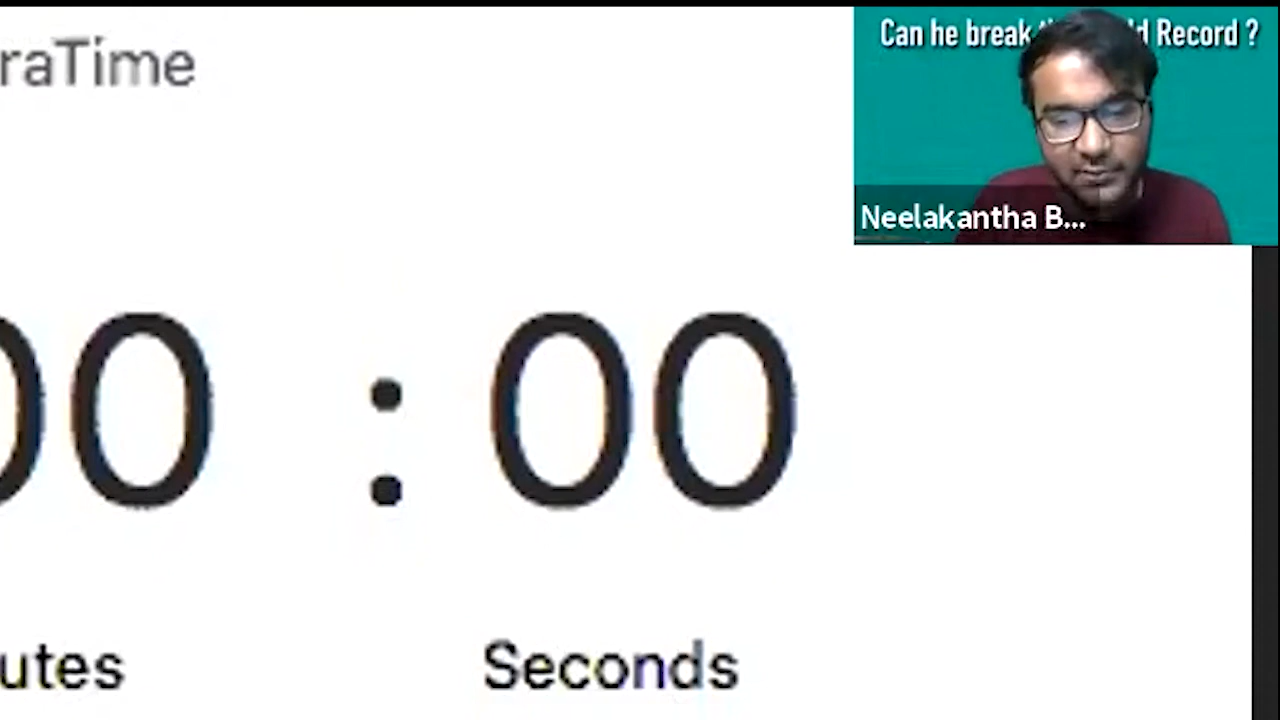 raTime
Can he break
d Record ?
Neelakantha B...
00 : 00
utes
Seconds